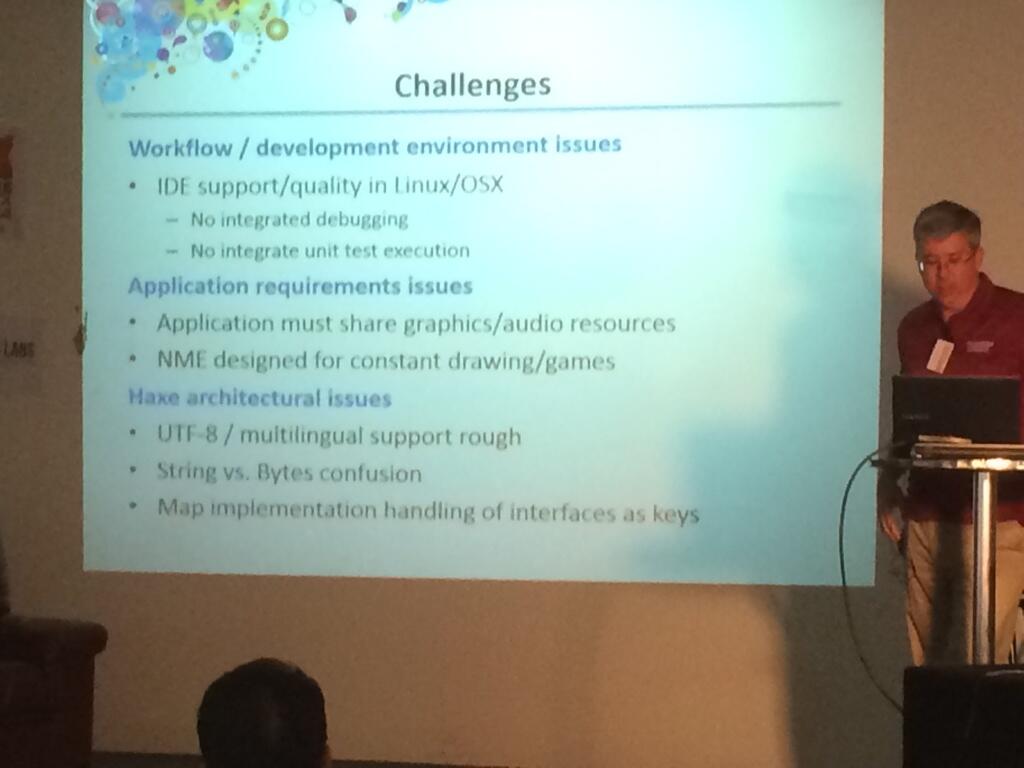 Challenges
Workflow / development environment issues
• IDE support/quality in Linux/OSX
– No integrated debugging
– No integrate unit test execution
Application requirements issues
• Application must share graphics/audio resources
• NME designed for constant drawing/games
Haxe architectural issues
• UTF-8 / multilingual support rough
• String vs. Bytes confusion
• Map implementation handling of interfaces as keys
LABS